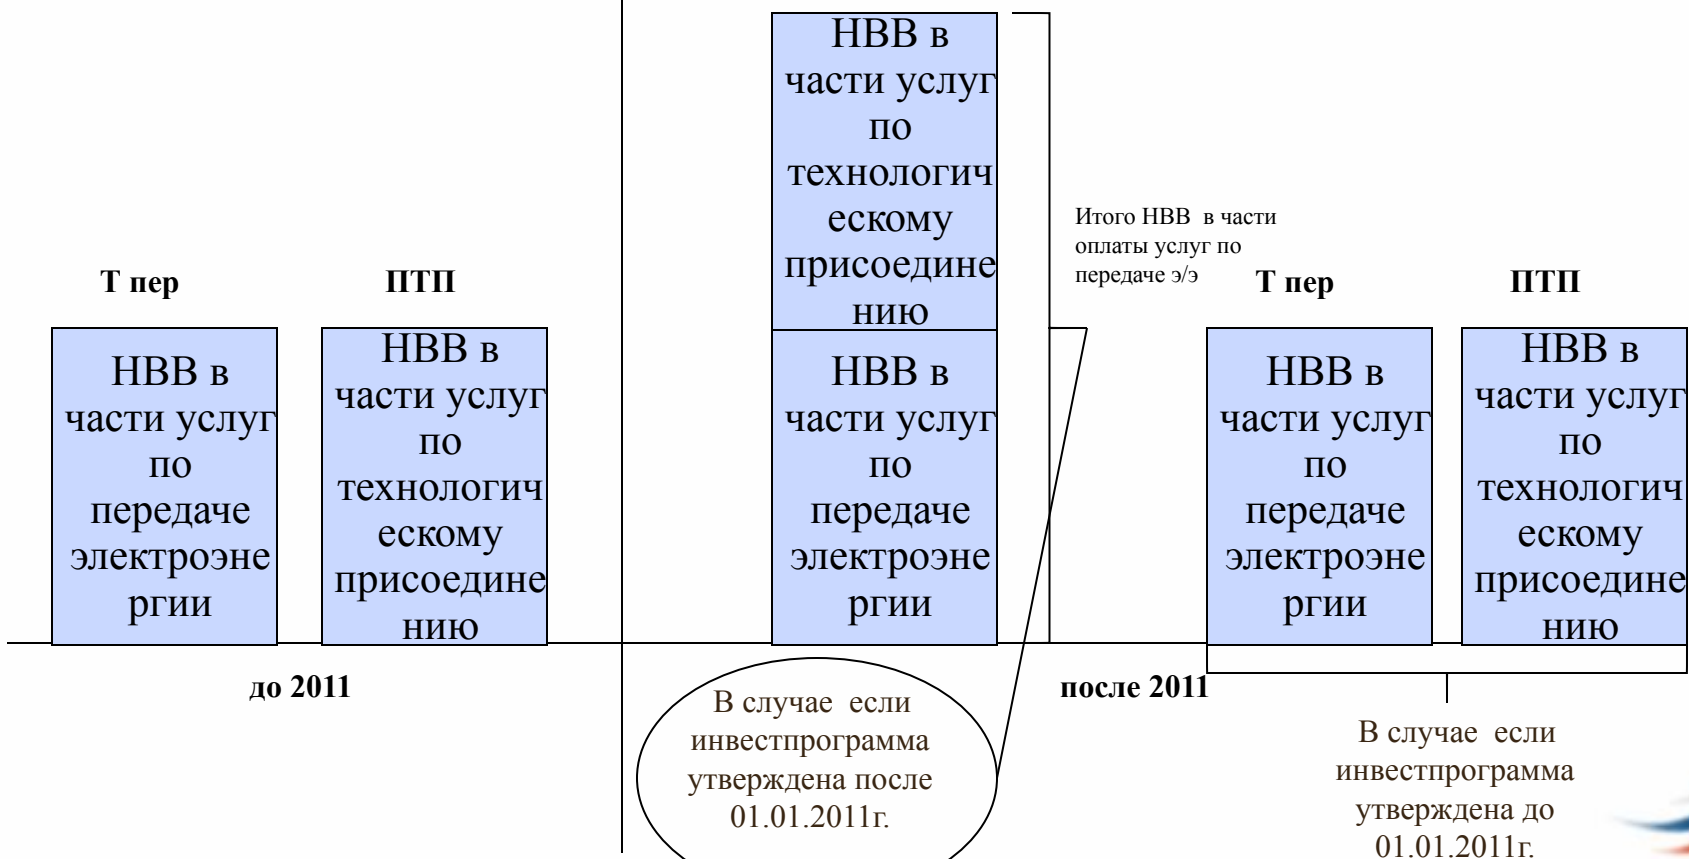 Т пер
ПТП
НВВ в
части услуг
по
передаче
электроэне
ргии
НВВ в
части услуг
по
технологич
ескому
присоедине
нию
до 2011
НВВ в
части услуг
по
технологич
ескому
присоедине
нию
НВВ в
части услуг
по
передаче
электроэне
ргии
Итого НВВ  в части
оплаты услуг по
передаче э/э
В случае  если
инвестпрограмма
утверждена после
01.01.2011г.
после 2011
Т пер
ПТП
НВВ в
части услуг
по
передаче
электроэне
ргии
НВВ в
части услуг
по
технологич
ескому
присоедине
нию
В случае  если
инвестпрограмма
утверждена до
01.01.2011г.